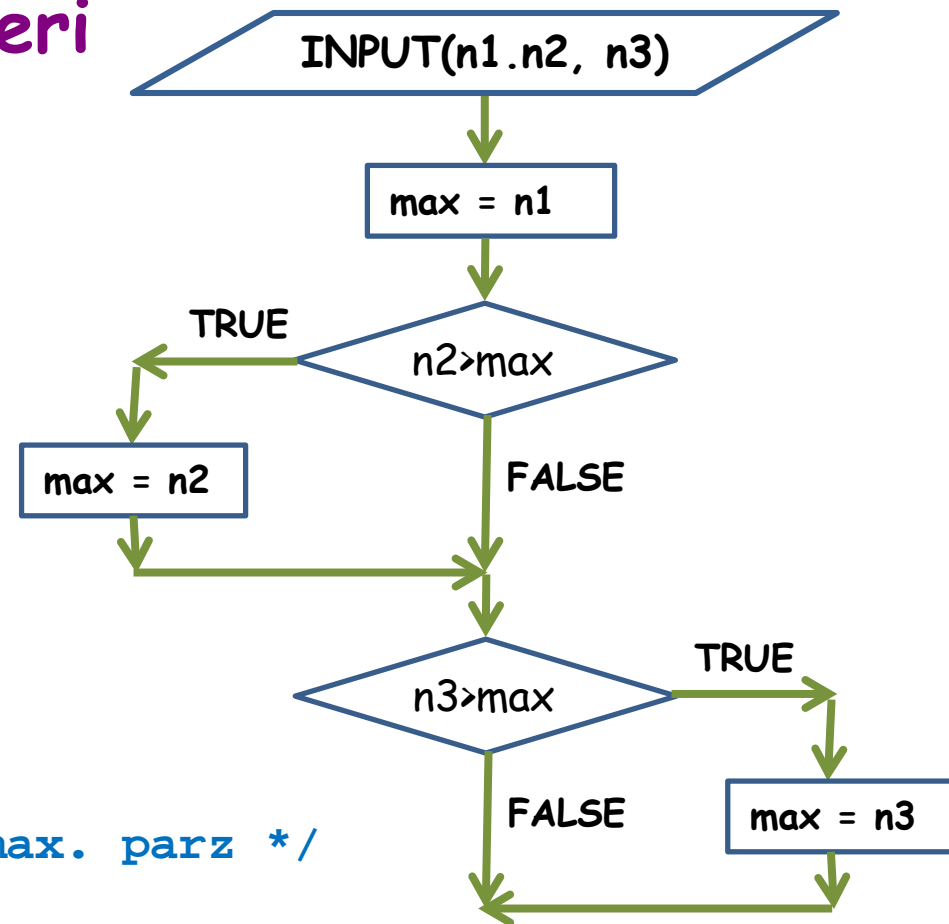 eri
INPUT(n1.n2, n3)
max = n1
TRUE
n2>max
max = n2
FALSE
TRUE
n3>max
FALSE
max = n3
max. parz */